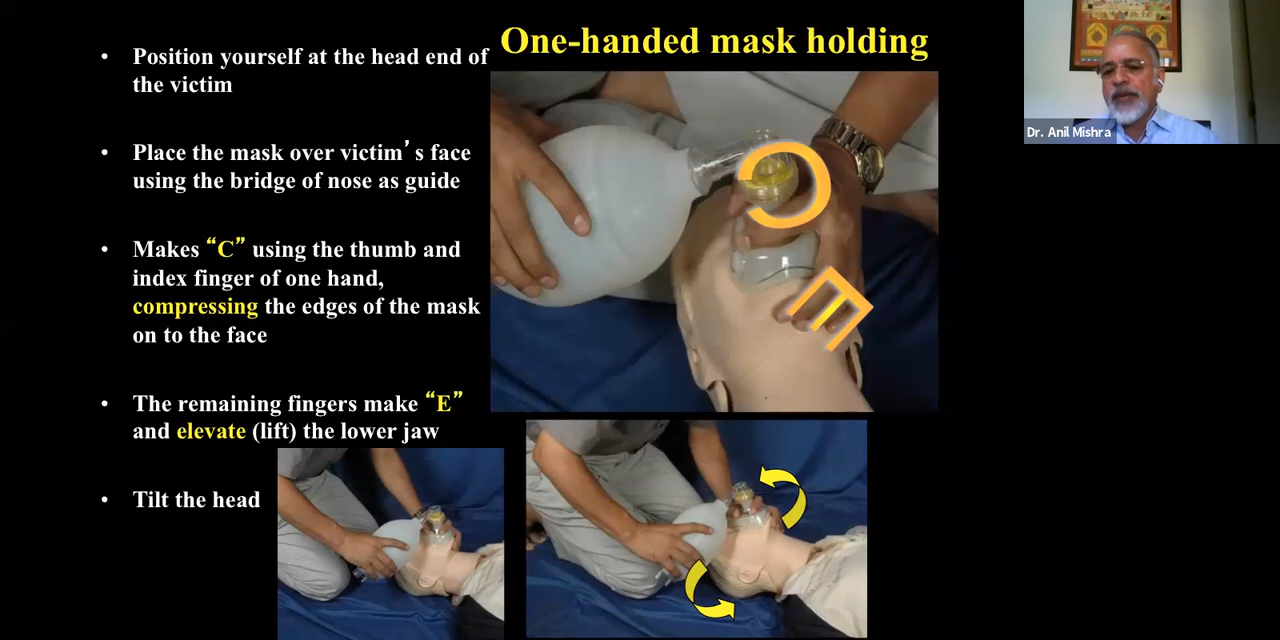 One-handed mask holding
• Position yourself at the head end of
the victim
• Place the mask over victim’s face
using the bridge of nose as guide
• Makes “C” using the thumb and
index finger of one hand,
compressing the edges of the mask
on to the face
• The remaining fingers make “E”
and elevate (lift) the lower jaw
• Tilt the head
C
E
Dr. Anil Mishra